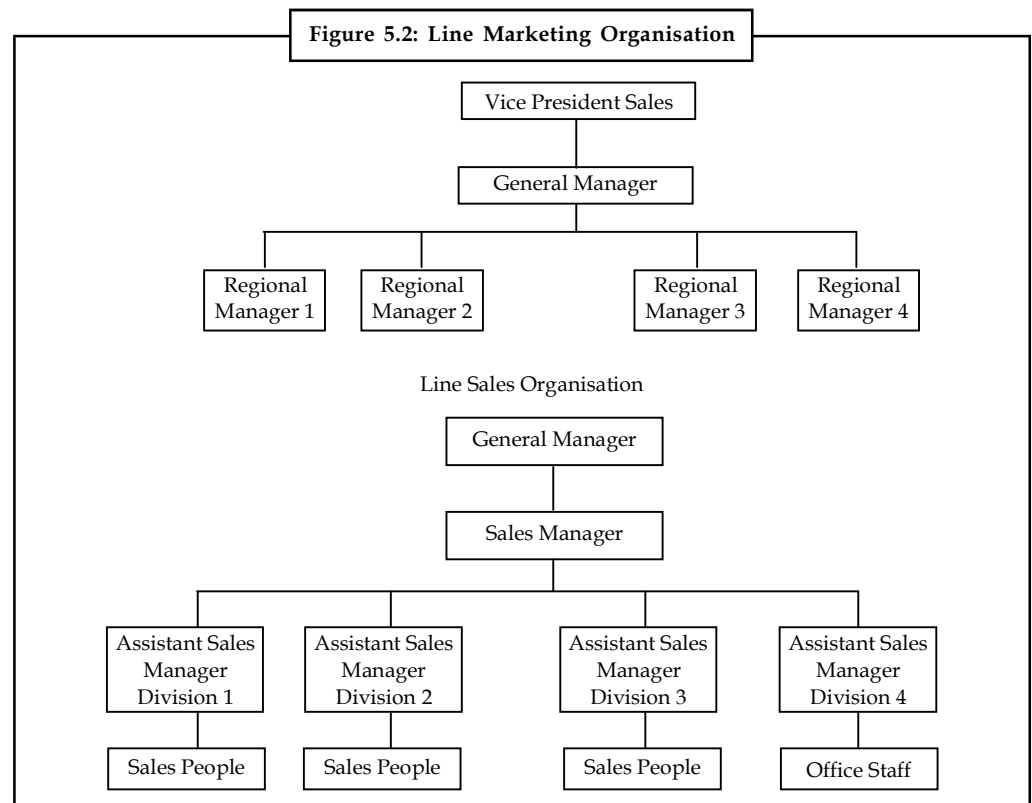 Figure 5.2: Line Marketing Organisation
Vice President Sales
General Manager
Regional
Manager 1
Regional
Manager 2
Regional
Manager 3
Regional
Manager 4
Line Sales Organisation
General Manager
Sales Manager
Assistant Sales
Manager
Division 1
Assistant Sales
Manager
Division 2
Assistant Sales
Manager
Division 3
Assistant Sales
Manager
Division 4
Sales People
Sales People
Sales People
Office Staff